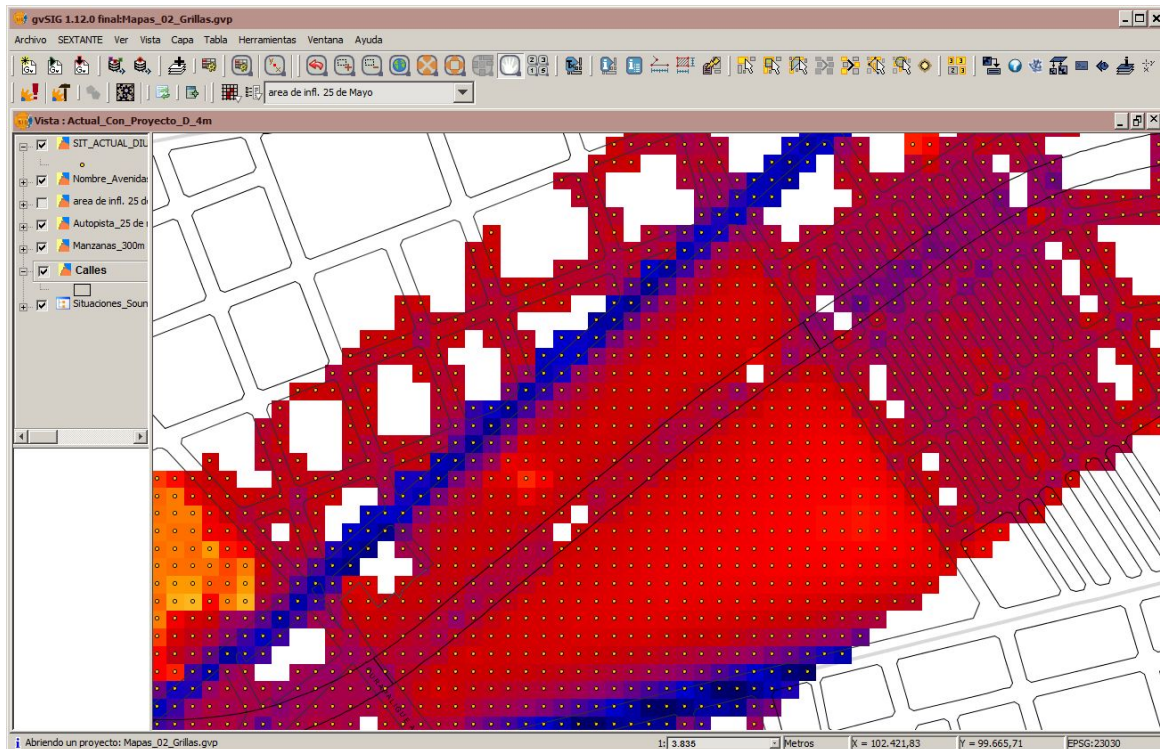 gvSIG 1.12.0 final:Mapas_02_Grillas.gvp
Archivo SEXTANTE Ver Vista Capa Tabla Herramientas Ventana Ayuda
area de infl. 25 de Mayo
Vista : Actual_Con_Proyecto_D_4m
SIT_ACTUAL_DIU
Nombre_Avenidas
area de infl. 25 d
Autopista_25 de
Manzanas_300m
Calles
Situaciones_Soun
Abriendo un proyecto: Mapas_02_Grillas.gvp
1: 3.835 Metros X = 102.421,83 Y = 99.665,71 EPSG:23030